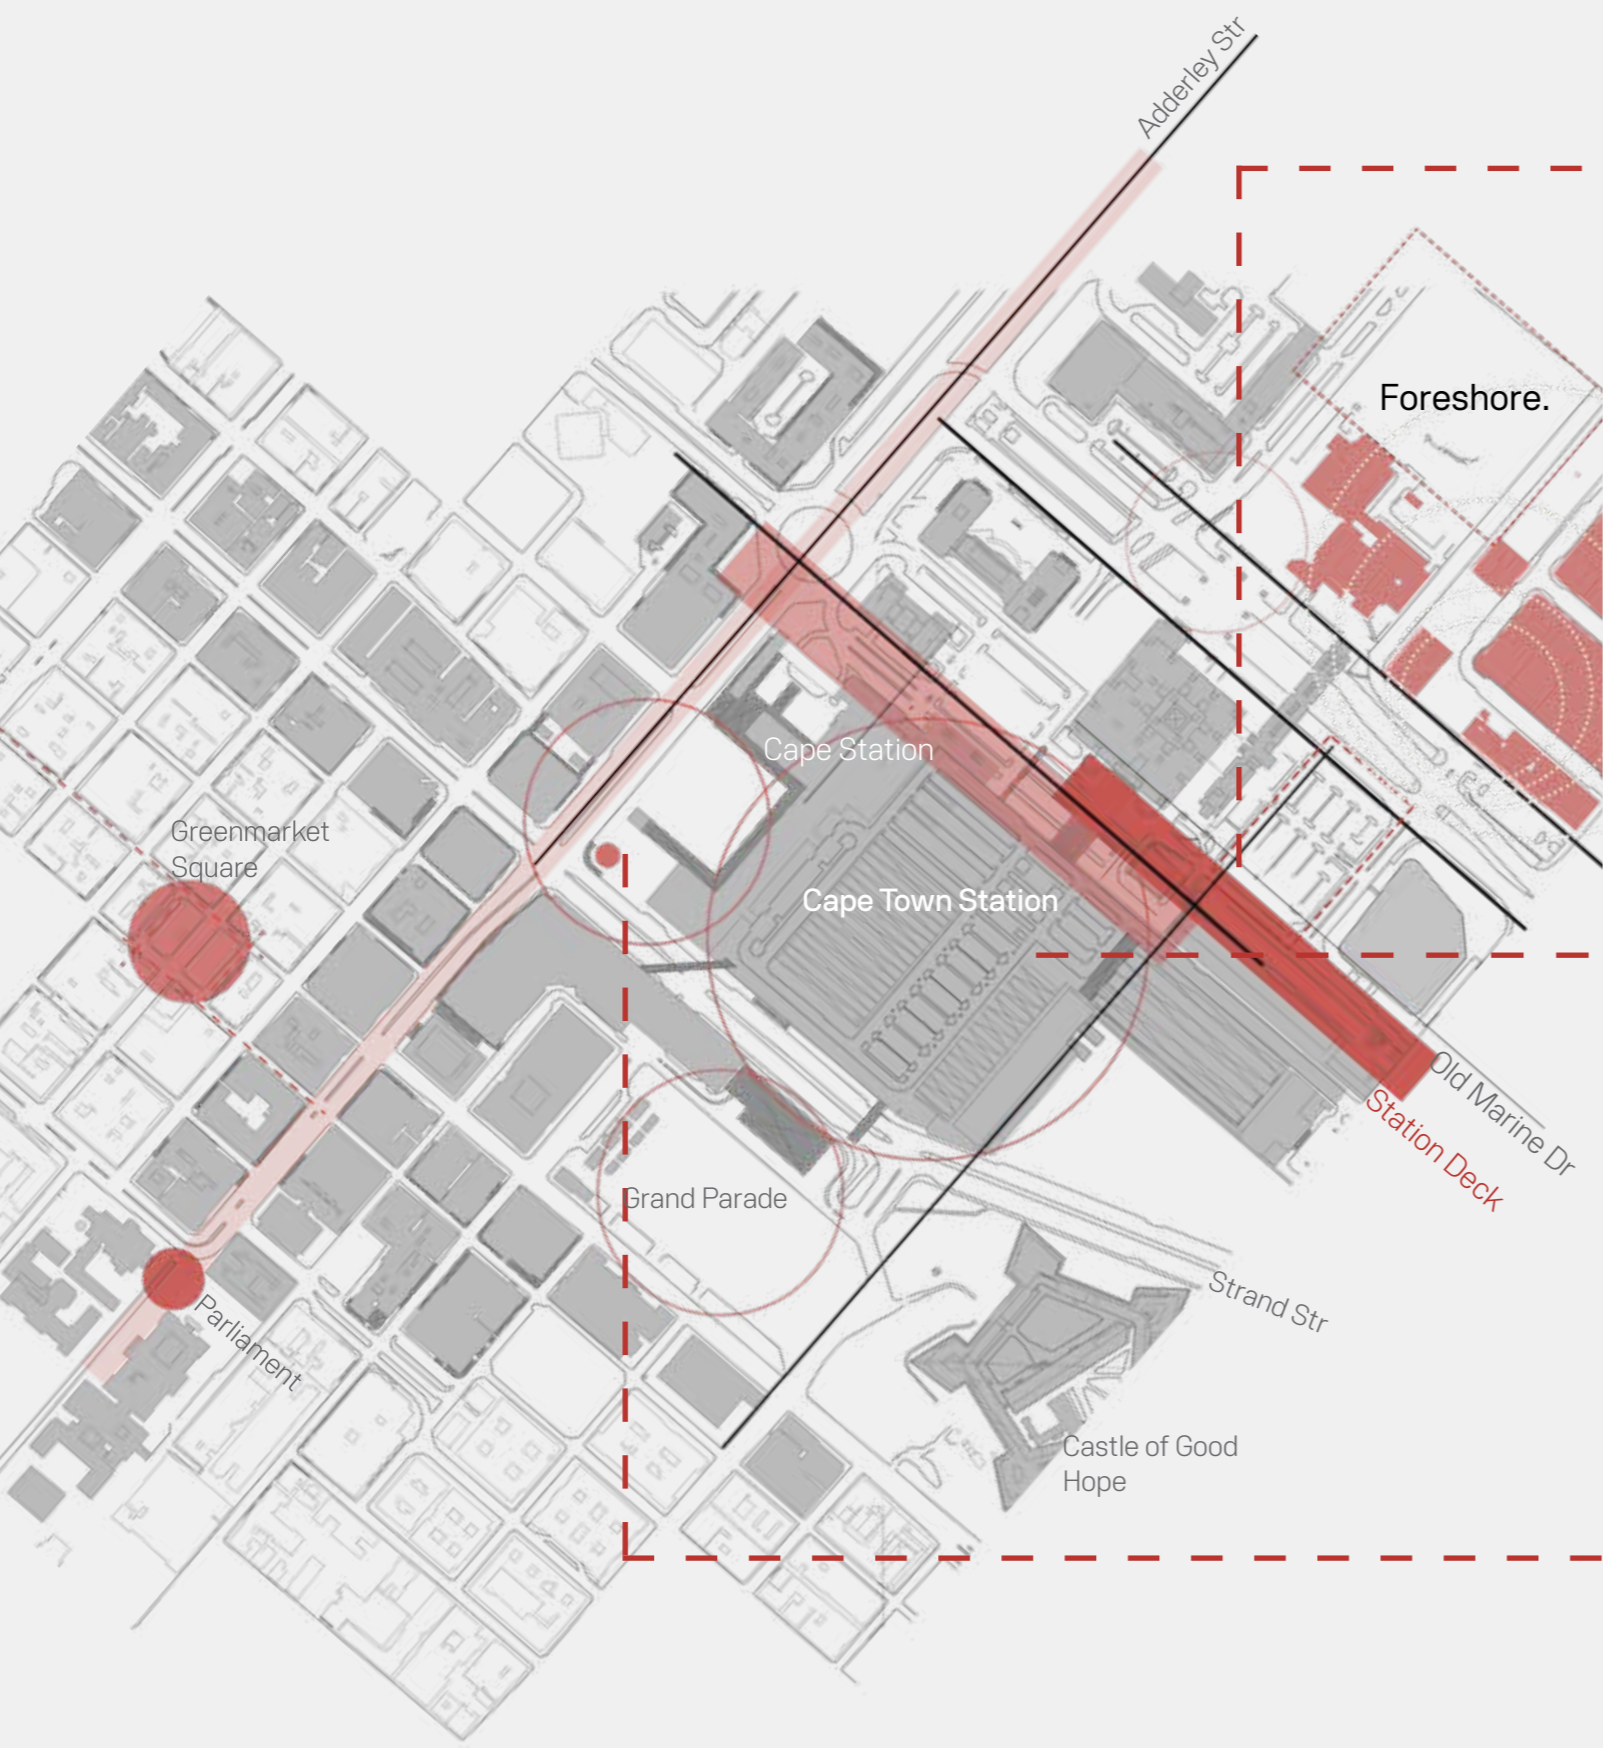 Adderley Str
Foreshore.
Cape Station
Greenmarket
Square
Cape Town Station
Old Marine Dr
Station Deck
Grand Parade
Strand Str
Parliament
Castle of Good
Hope